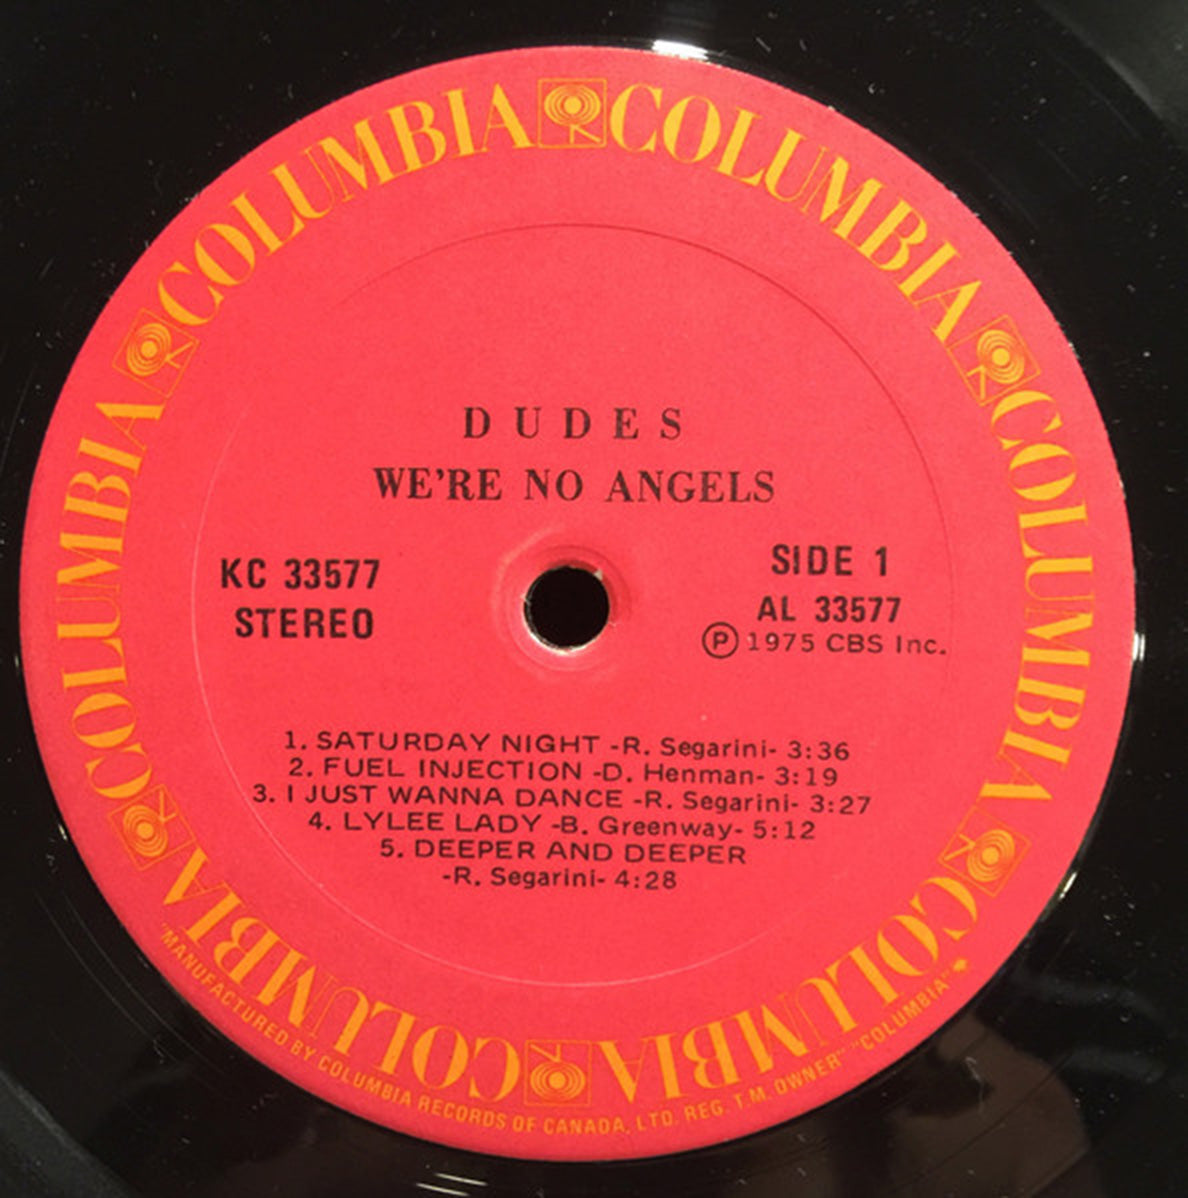 COLUMBIA COLUMBIA COLUMBIA COLUMBIA COLUMBIA COLUMBIA
DUDES
WE'RE NO ANGELS
KC 33577
STEREO
SIDE 1
AL 33577
Ⓟ 1975 CBS Inc.
1. SATURDAY NIGHT -R. Segarini- 3:36
2. FUEL INJECTION -D. Henman- 3:19
3. I JUST WANNA DANCE -R. Segarini- 3:27
4. LYLEE LADY -B. Greenway- 5:12
5. DEEPER AND DEEPER
-R. Segarini- 4:28
"MANUFACTURED BY COLUMBIA RECORDS OF CANADA, LTD. REG. T.M. OWNER" "COLUMBIA"